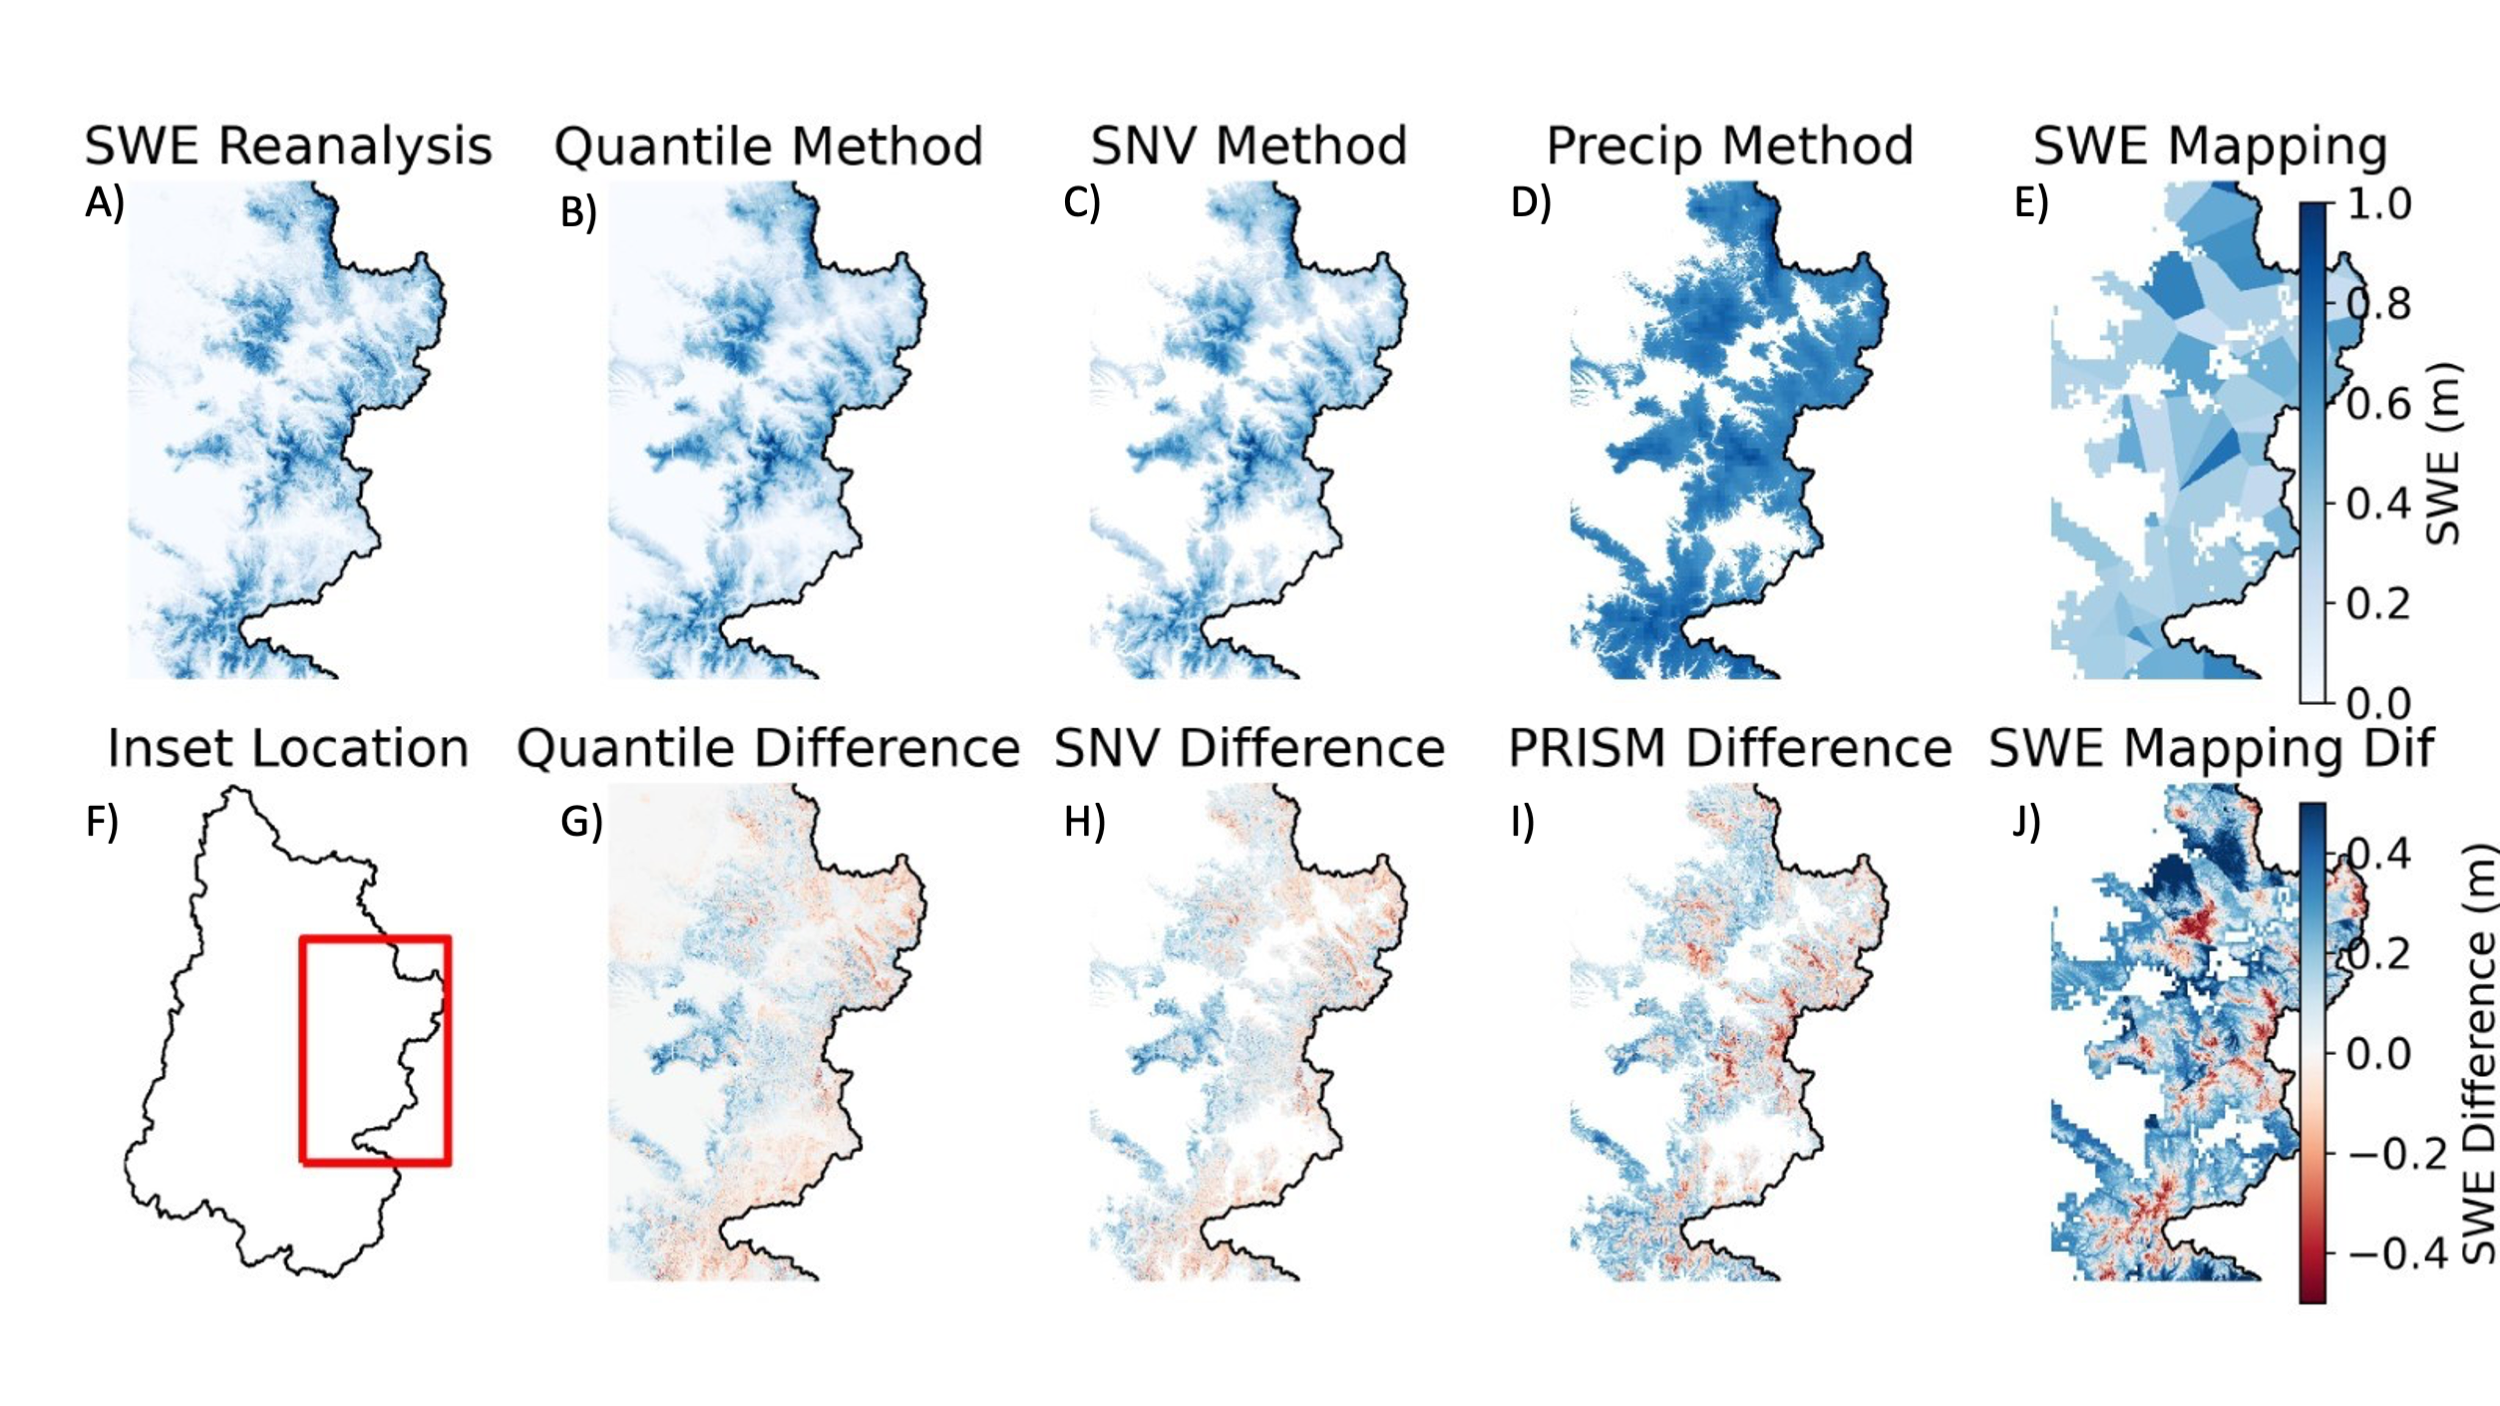 SWE Reanalysis
Quantile Method
SNV Method
Precip Method
SWE Mapping
A)
B)
C)
D)
E)
1.0
0.8
0.6
0.4
0.2
0.0
SWE (m)
Inset Location
Quantile Difference
SNV Difference
PRISM Difference
SWE Mapping Dif
F)
G)
H)
I)
J)
0.4
0.2
0.0
−0.2
−0.4
SWE Difference (m)